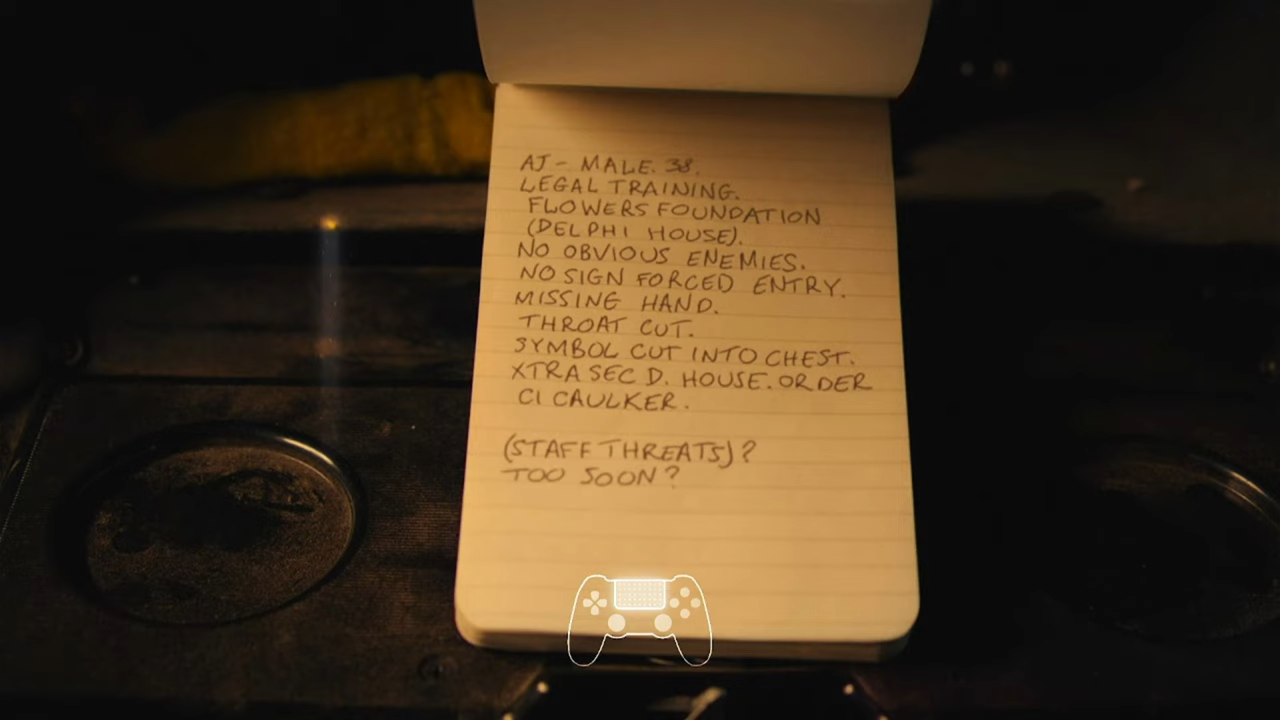 AJ - MALE. 38.
LEGAL TRAINING.
FLOWERS FOUNDATION
(DELPHI HOUSE).
NO OBVIOUS ENEMIES.
NO SIGN FORCED ENTRY.
MISSING HAND.
THROAT CUT.
SYMBOL CUT INTO CHEST.
XTRA SEC D. HOUSE. ORDER
CI CAULKER.
(STAFF THREATS)?
TOO SOON?